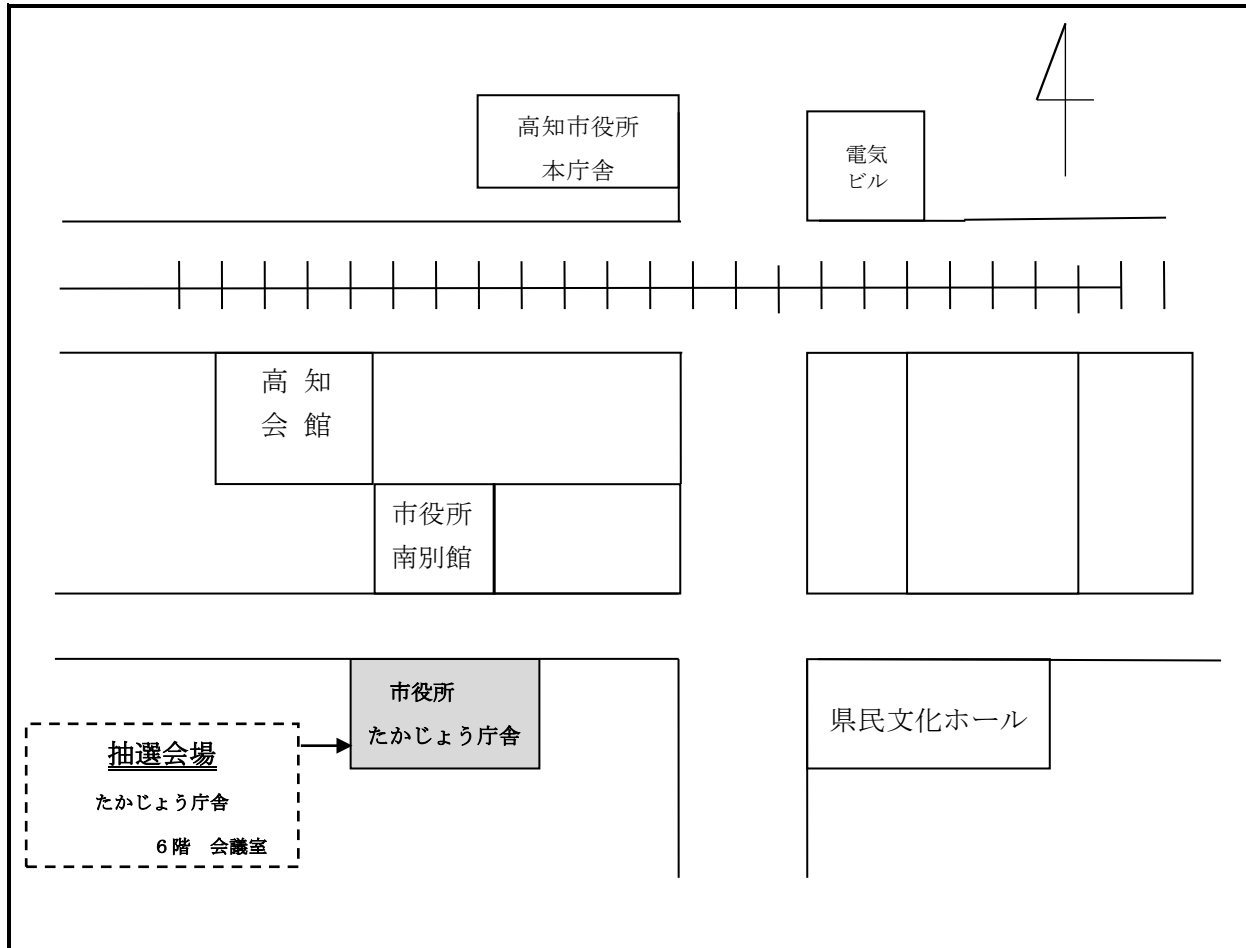 高知市役所
本庁舎
電気
ビル
高 知
会 館
市役所
南別館
市役所
たかじょう庁舎
抽選会場
たかじょう庁舎
6階 会議室
県民文化ホール